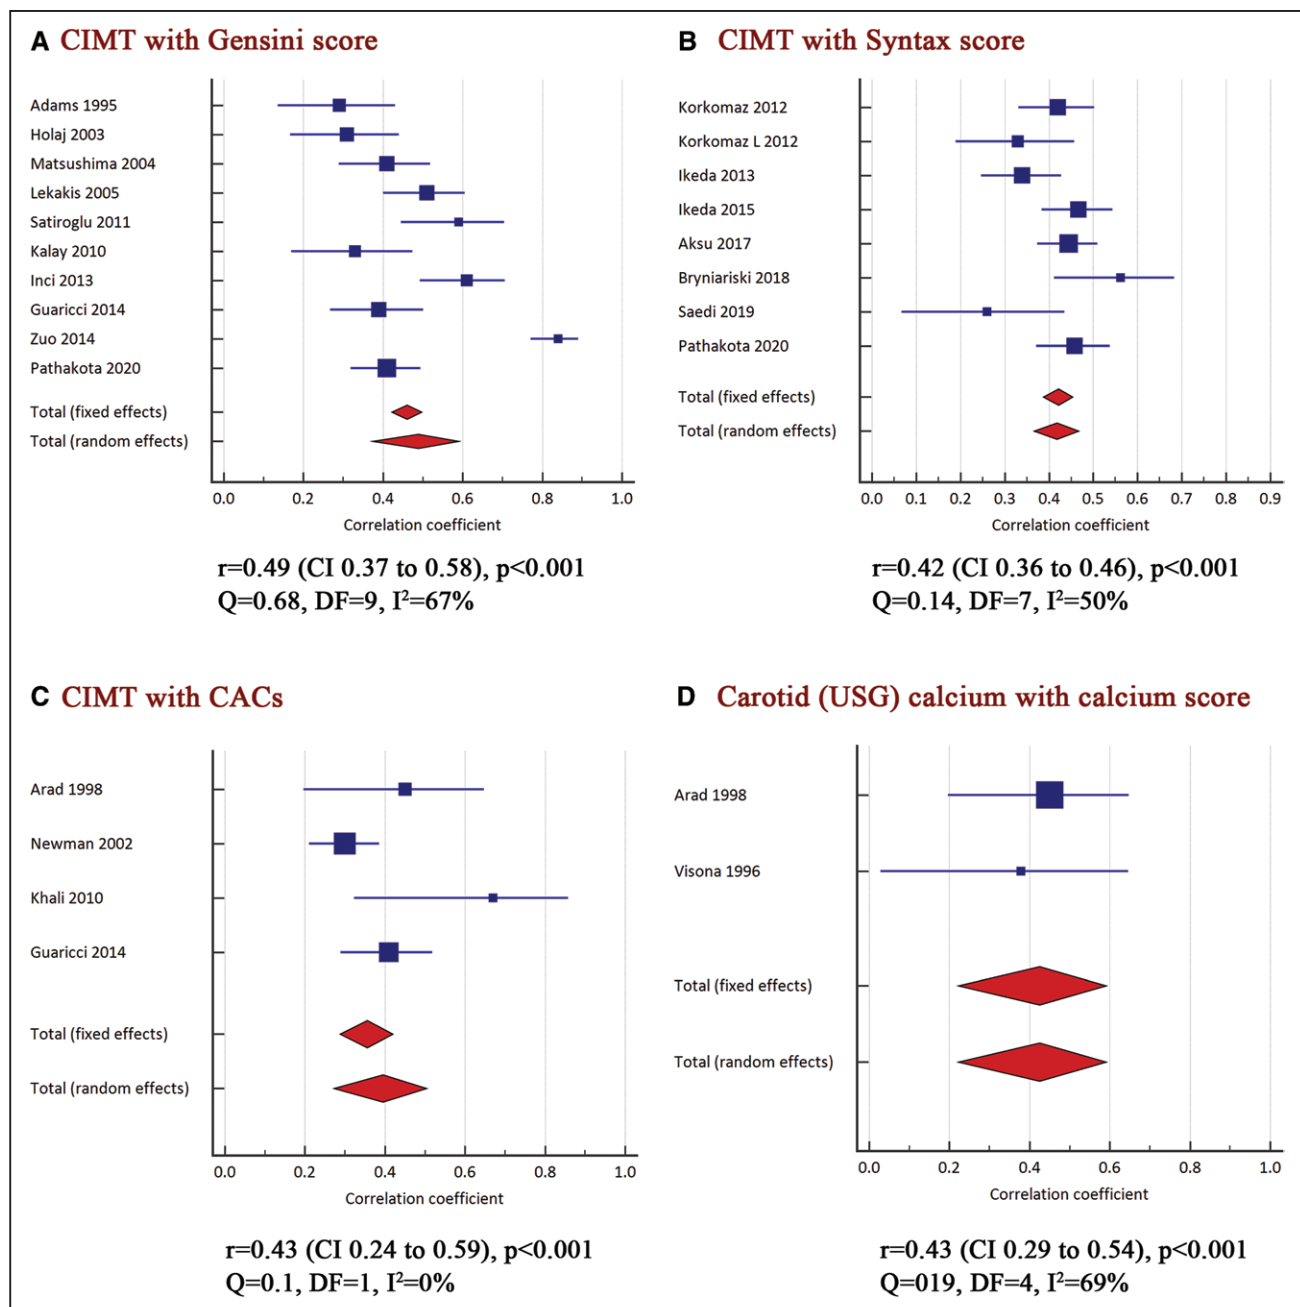 A CIMT with Gensini score
Adams 1995
Holaj 2003
Matsushima 2004
Lekakis 2005
Satiroglu 2011
Kalay 2010
Inci 2013
Guaricci 2014
Zuo 2014
Pathakota 2020
Total (fixed effects)
Total (random effects)
0.0 0.2 0.4 0.6 0.8 1.0
Correlation coefficient
r=0.49 (CI 0.37 to 0.58), p<0.001
Q=0.68, DF=9, I²=67%
B CIMT with Syntax score
Korkomaz 2012
Korkomaz L 2012
Ikeda 2013
Ikeda 2015
Aksu 2017
Bryniariski 2018
Saedi 2019
Pathakota 2020
Total (fixed effects)
Total (random effects)
0.0 0.1 0.2 0.3 0.4 0.5 0.6 0.7 0.8 0.9
Correlation coefficient
r=0.42 (CI 0.36 to 0.46), p<0.001
Q=0.14, DF=7, I²=50%
C CIMT with CACs
Arad 1998
Newman 2002
Khali 2010
Guaricci 2014
Total (fixed effects)
Total (random effects)
0.0 0.2 0.4 0.6 0.8 1.0
Correlation coefficient
r=0.43 (CI 0.24 to 0.59), p<0.001
Q=0.1, DF=1, I²=0%
D Carotid (USG) calcium with calcium score
Arad 1998
Visona 1996
Total (fixed effects)
Total (random effects)
0.0 0.2 0.4 0.6 0.8 1.0
Correlation coefficient
r=0.43 (CI 0.29 to 0.54), p<0.001
Q=019, DF=4, I²=69%